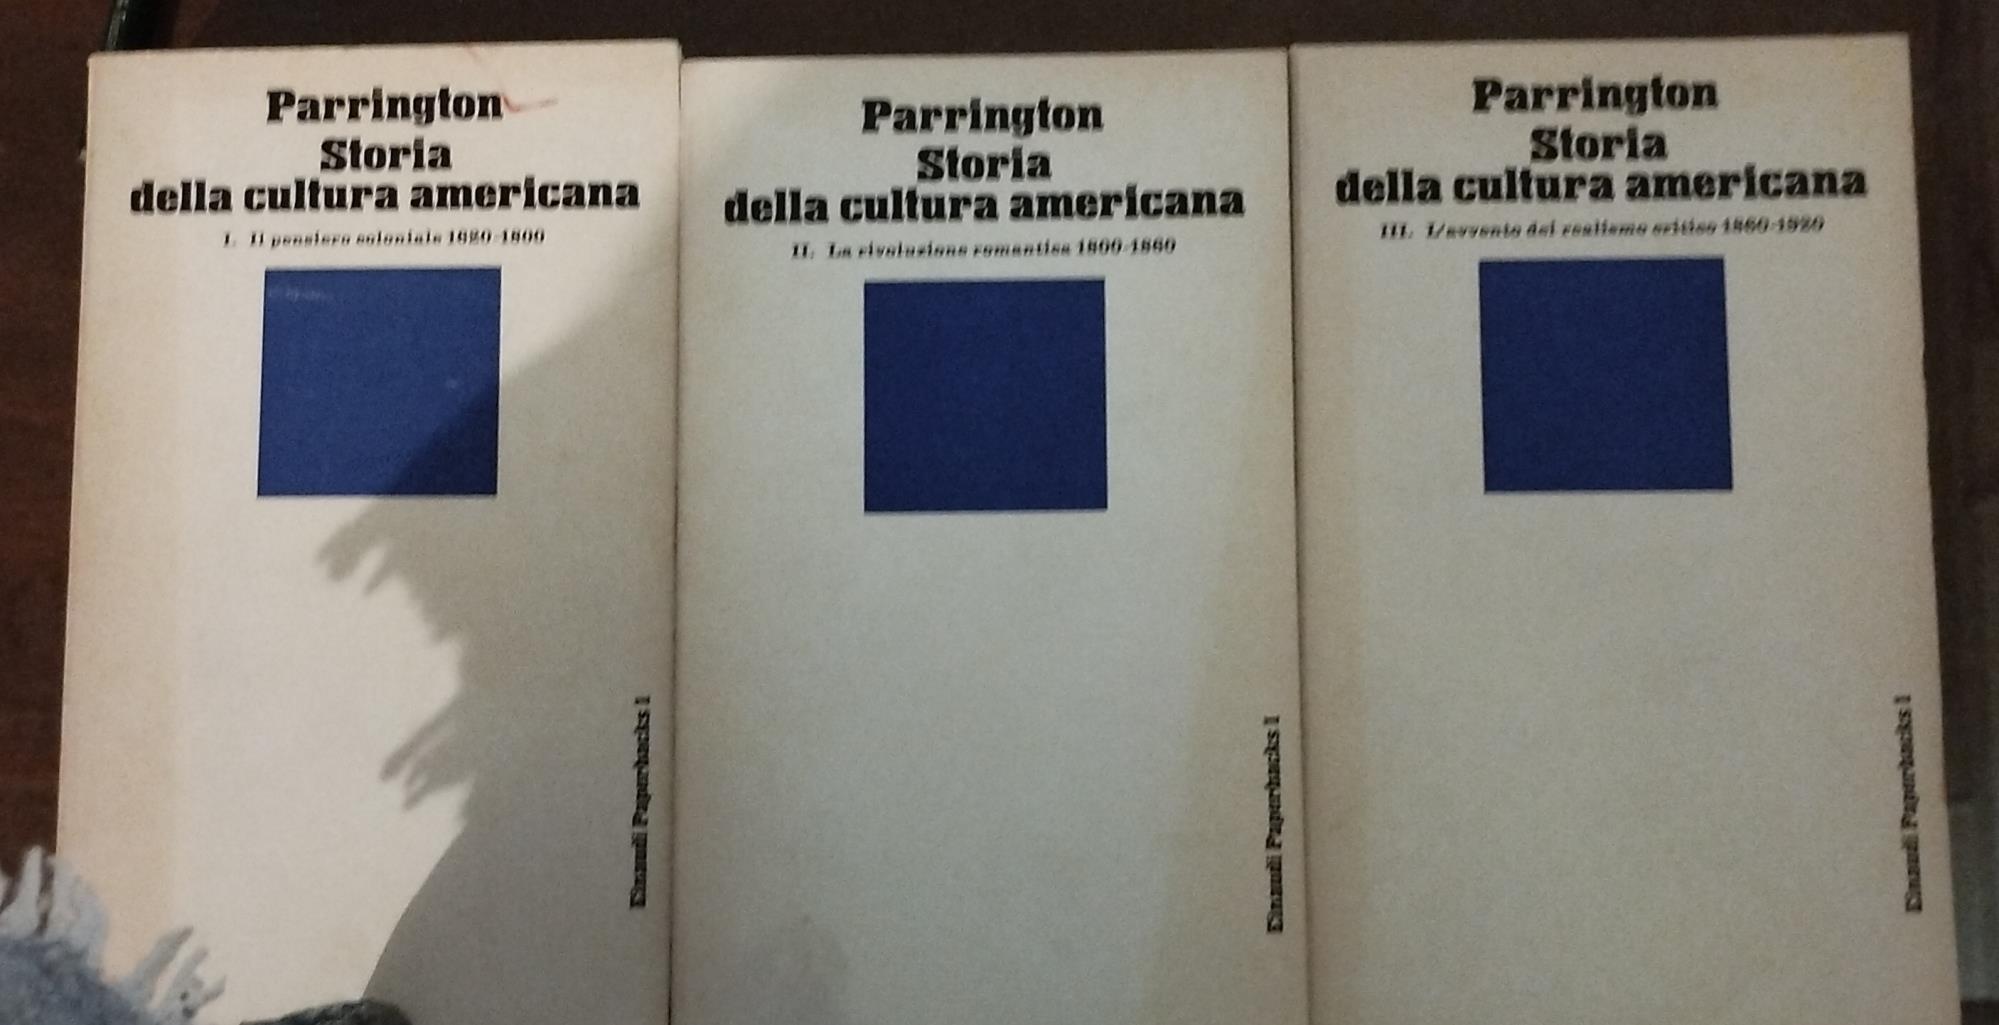 Parrington
Storia
della cultura americana
I. Il pensiero coloniale 1620-1800
Einaudi Paperbacks 1
Parrington
Storia
della cultura americana
II. La rivoluzione romantica 1800-1860
Einaudi Paperbacks 1
Parrington
Storia
della cultura americana
III. L'avvento del realismo critico 1860-1920
Einaudi Paperbacks 1